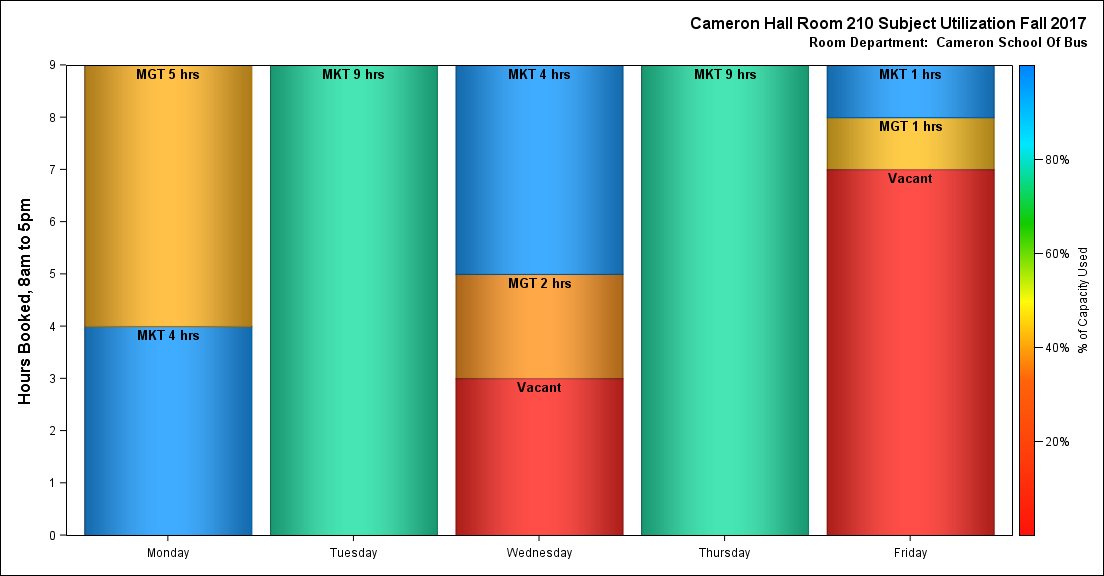 Cameron Hall Room 210 Subject Utilization Fall 2017
Room Department:  Cameron School Of Bus
Hours Booked, 8am to 5pm
9
8
7
6
5
4
3
2
1
0
MGT 5 hrs
MKT 4 hrs
MKT 9 hrs
MKT 4 hrs
MGT 2 hrs
Vacant
MKT 9 hrs
MKT 1 hrs
MGT 1 hrs
Vacant
Monday
Tuesday
Wednesday
Thursday
Friday
80%
60%
40%
20%
% of Capacity Used